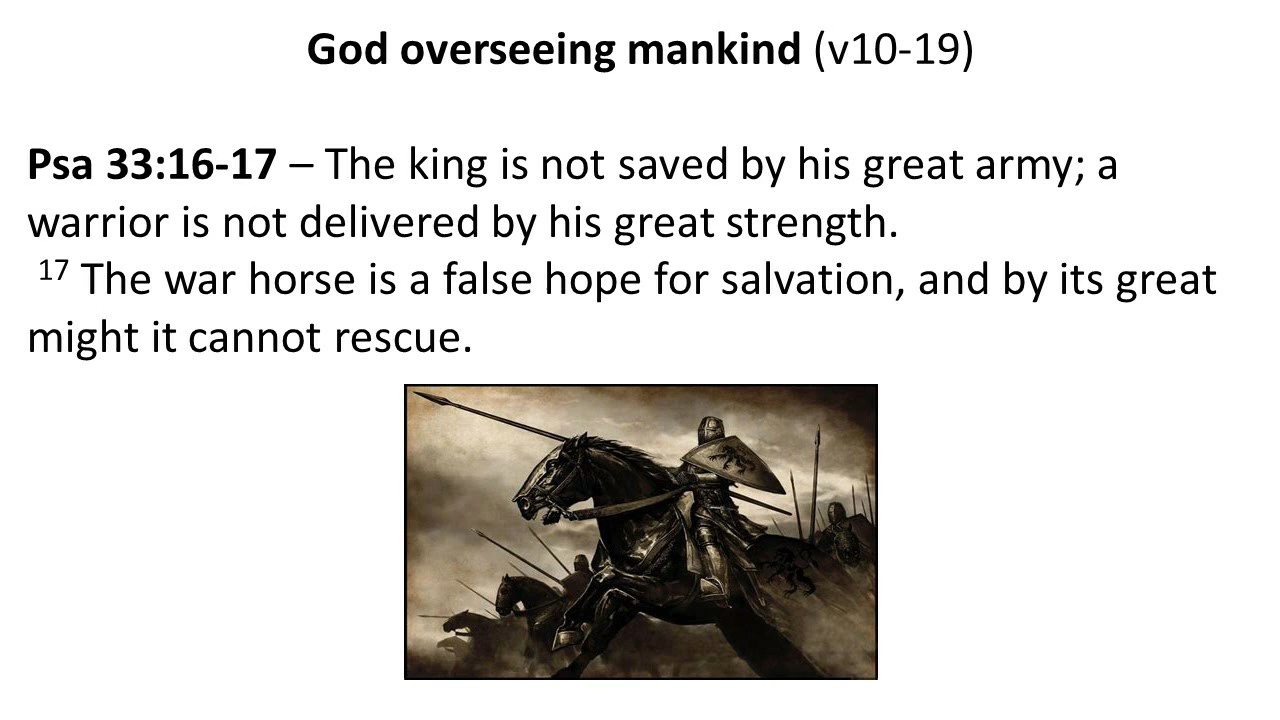 God overseeing mankind (v10-19)
Psa 33:16-17 – The king is not saved by his great army; a
warrior is not delivered by his great strength.
17 The war horse is a false hope for salvation, and by its great
might it cannot rescue.